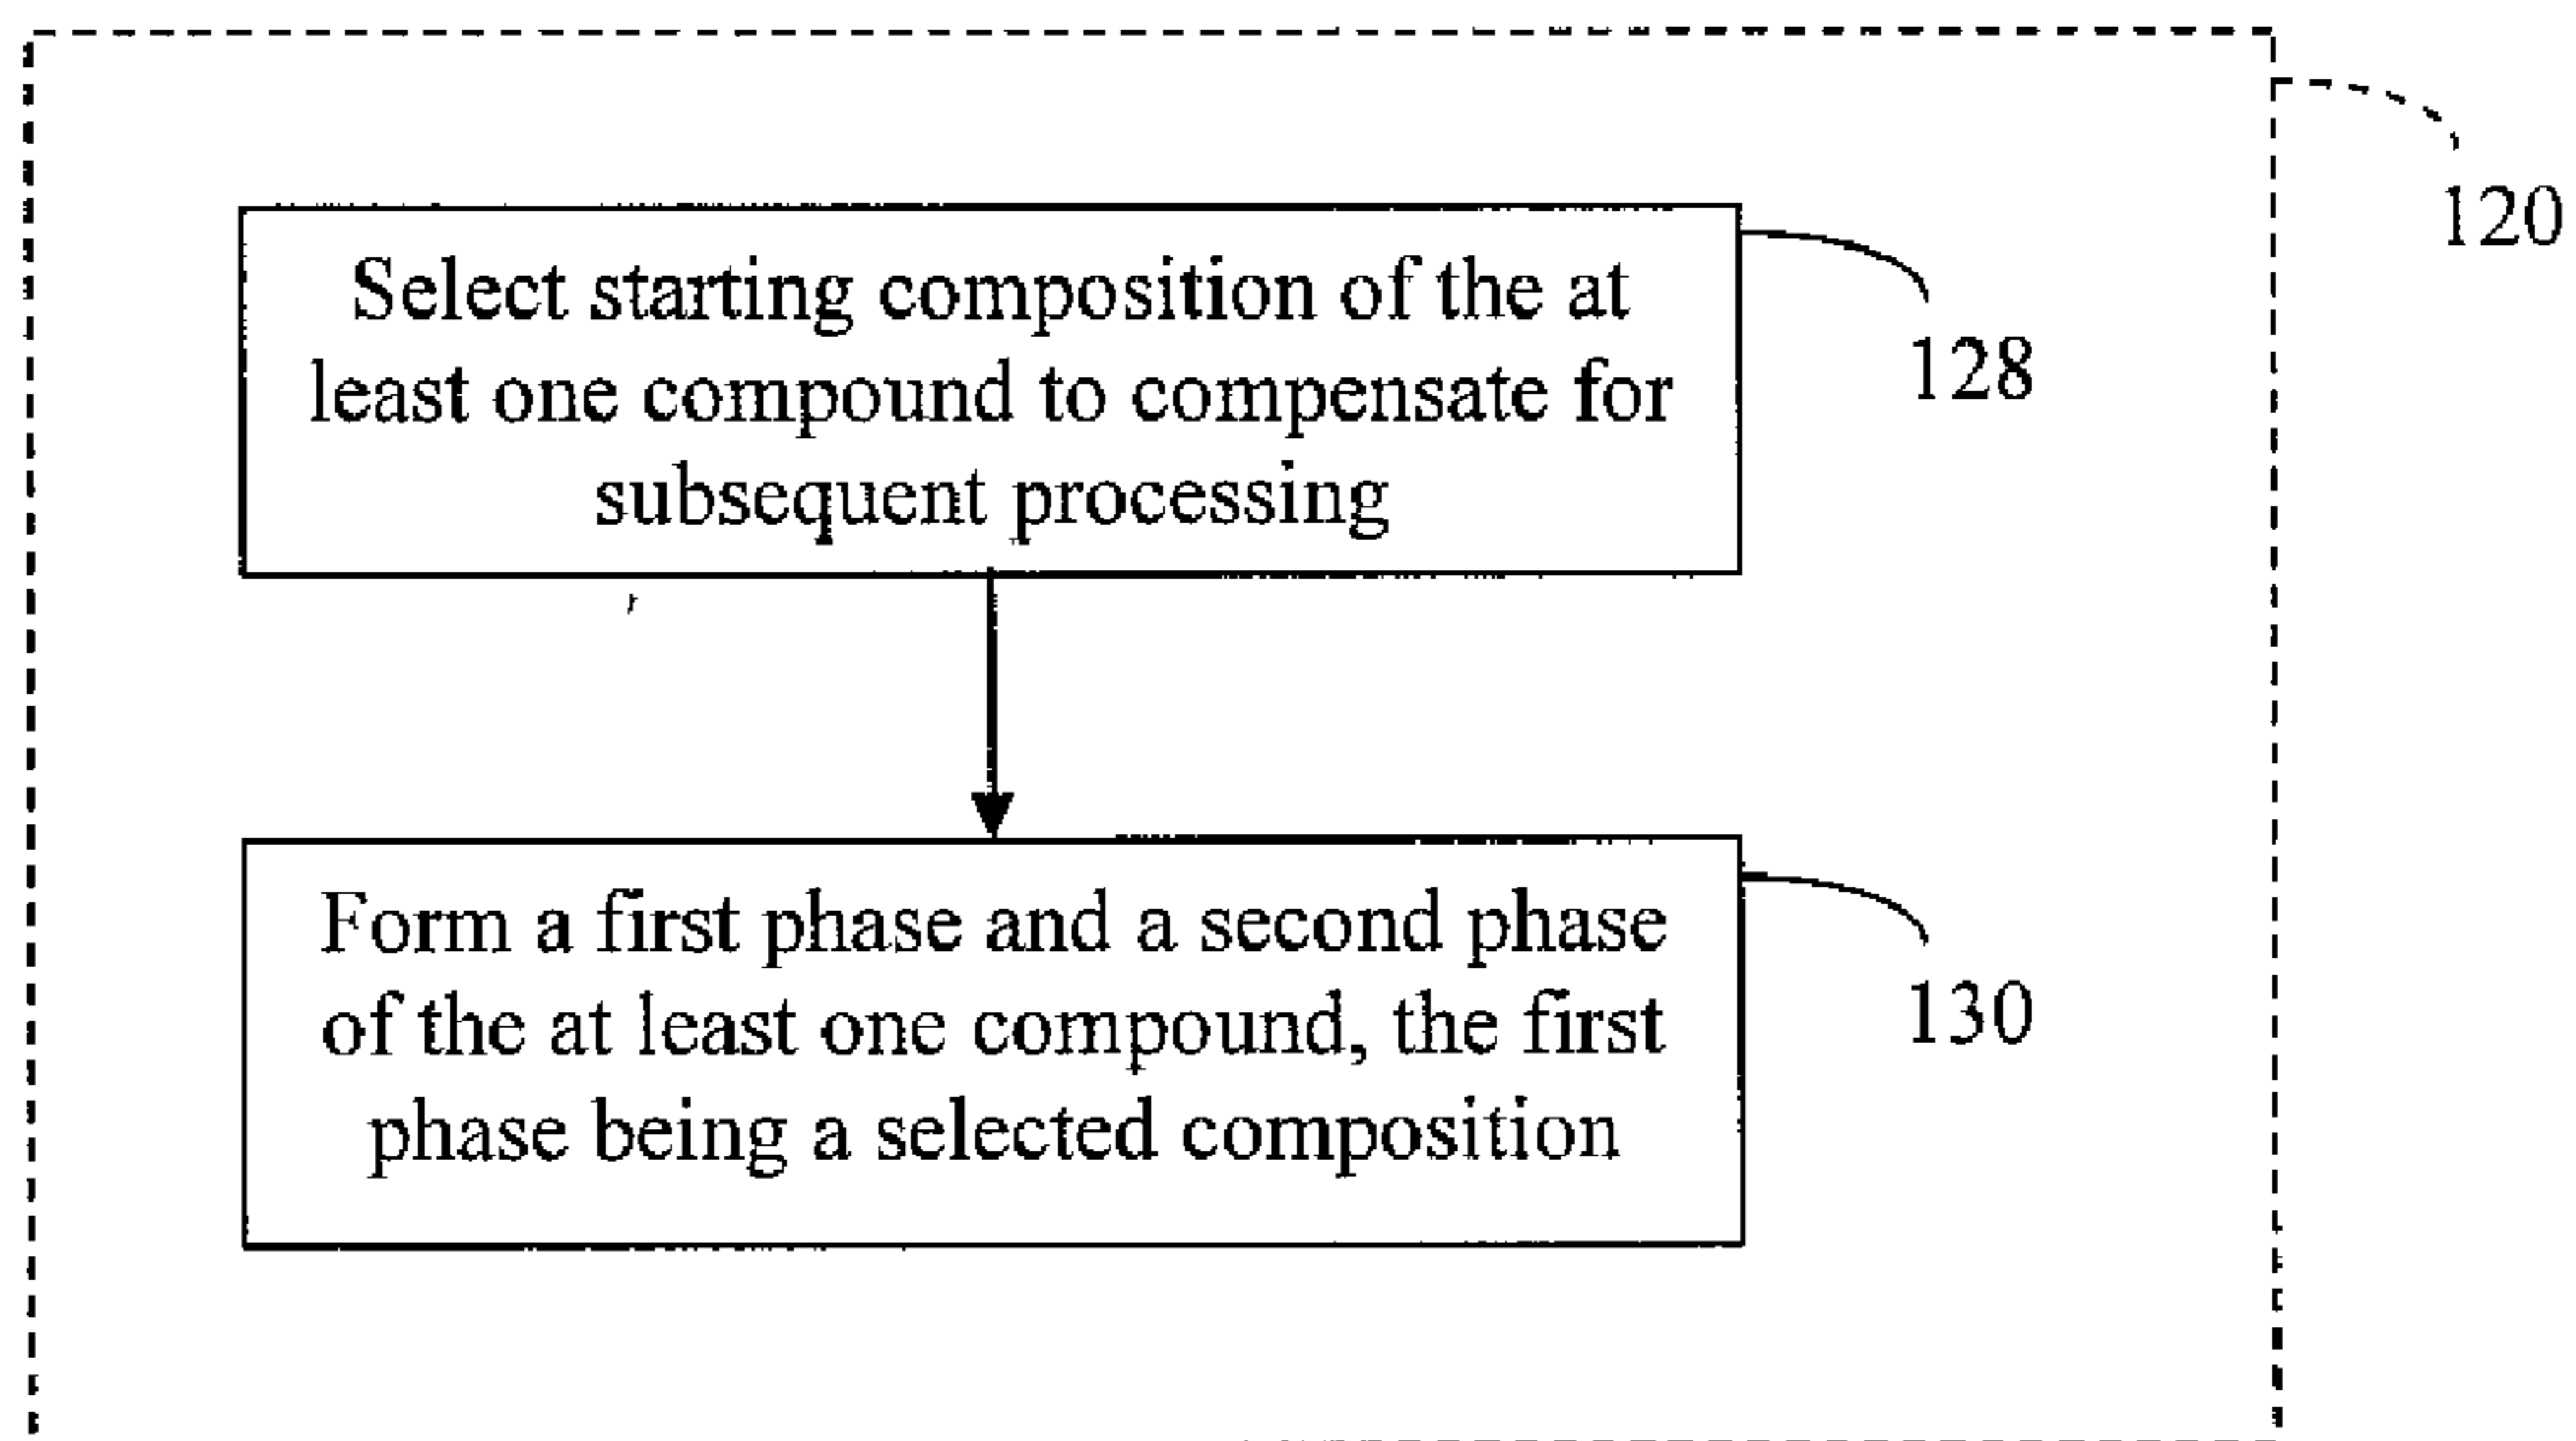 120
Select starting composition of the at
least one compound to compensate for
subsequent processing
128
Form a first phase and a second phase
of the at least one compound, the first
phase being a selected composition
130